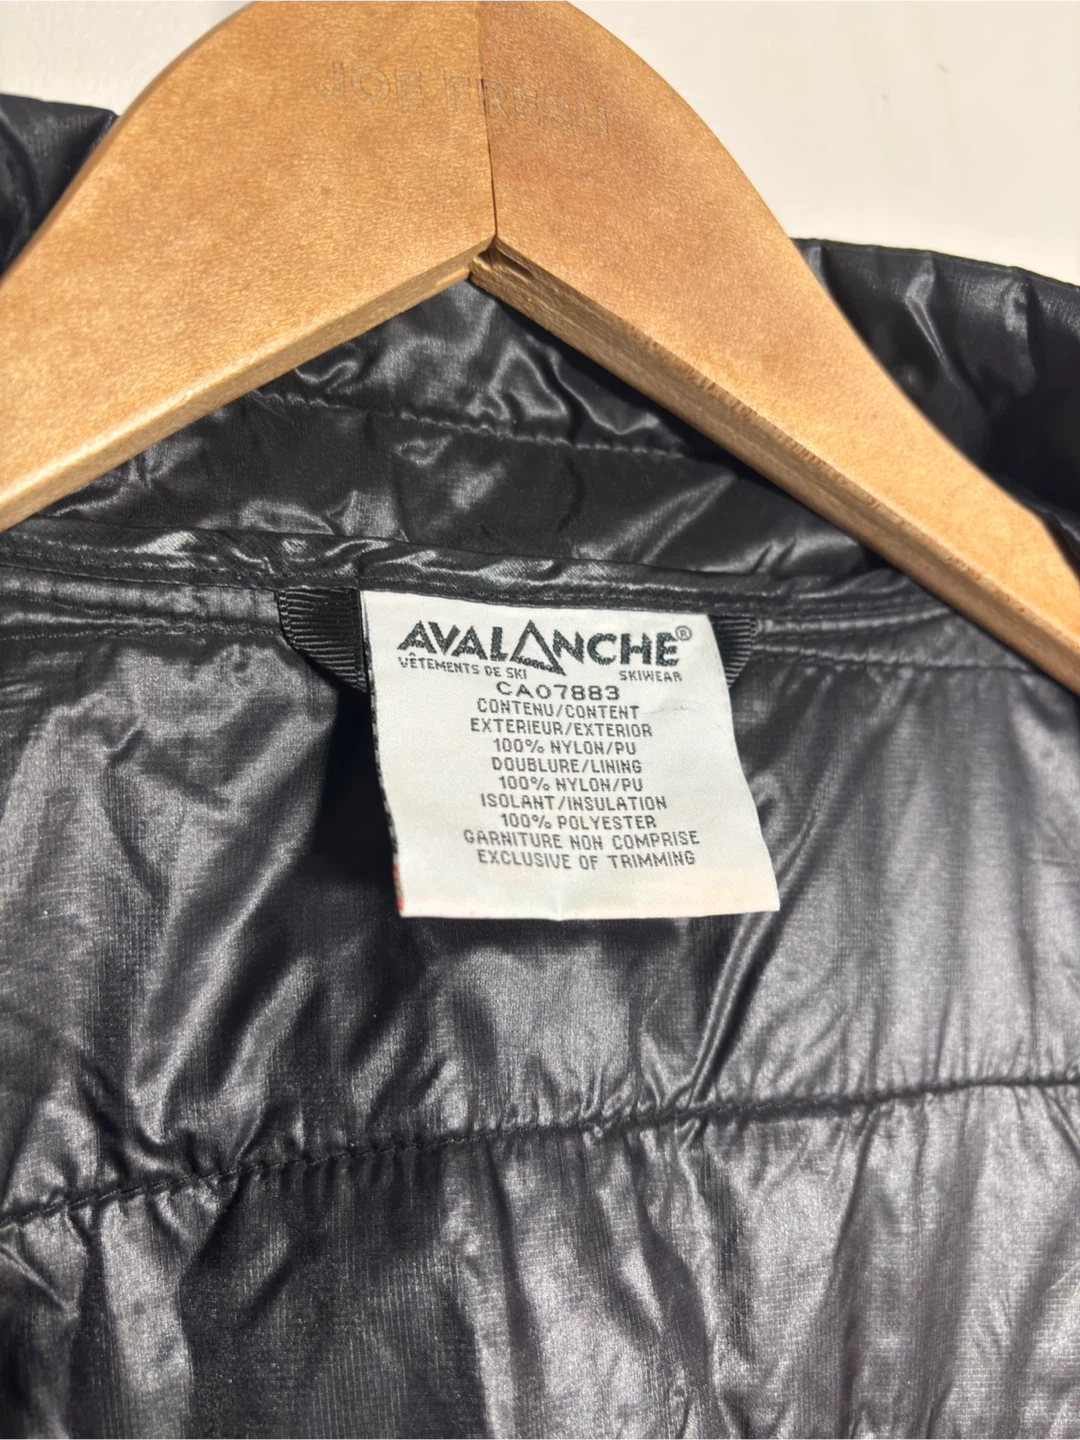 JOE FRESH
AVALANCHE®
VÊTEMENTS DE SKI SKIWEAR
CA07883
CONTENU/CONTENT
EXTERIEUR/EXTERIOR
100% NYLON/PU
DOUBLURE/LINING
100% NYLON/PU
ISOLANT/INSULATION
100% POLYESTER
GARNITURE NON COMPRISE
EXCLUSIVE OF TRIMMING